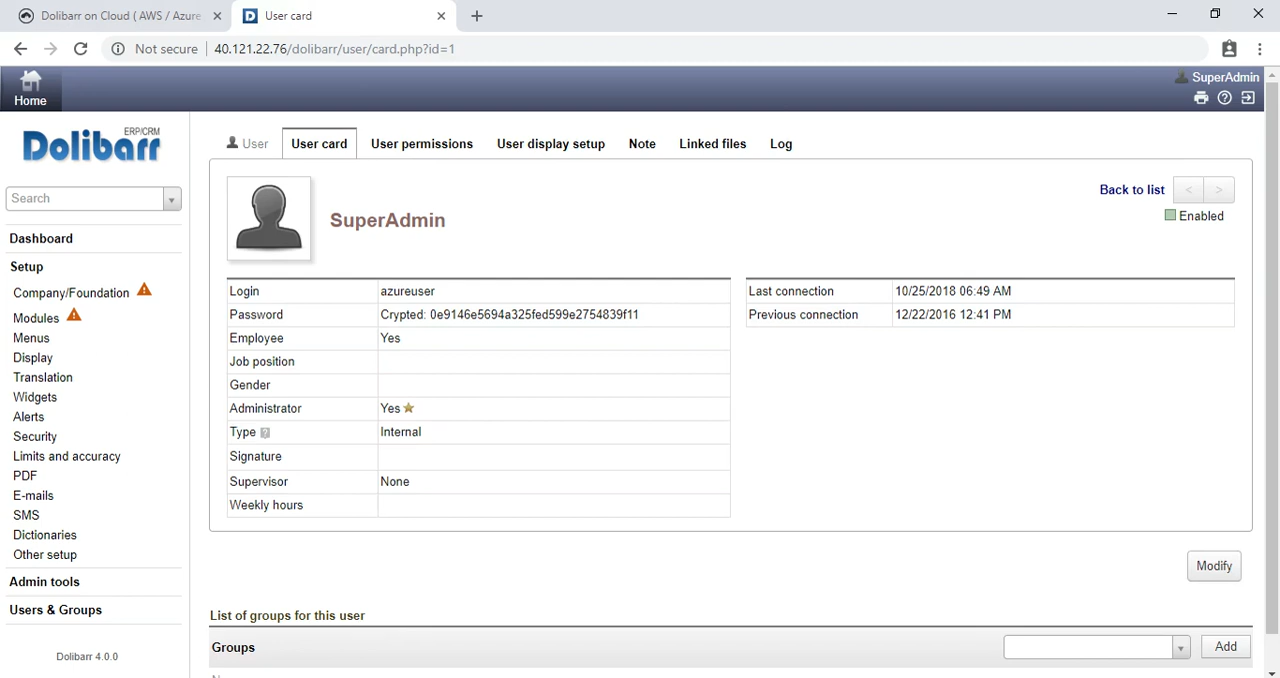 Dolibarr on Cloud ( AWS / Azure
User card
Not secure
40.121.22.76/dolibarr/user/card.php?id=1
Home
SuperAdmin
Dolibarr ERP/CRM
Search
Dashboard
Setup
Company/Foundation
Modules
Menus
Display
Translation
Widgets
Alerts
Security
Limits and accuracy
PDF
E-mails
SMS
Dictionaries
Other setup
Admin tools
Users & Groups
Dolibarr 4.0.0
User User card User permissions User display setup Note Linked files Log
SuperAdmin
Back to list < >
Enabled
Login azureuser
Password Crypted: 0e9146e5694a325fed599e2754839f11
Employee Yes
Job position
Gender
Administrator Yes
Type ? Internal
Signature
Supervisor None
Weekly hours
Last connection 10/25/2018 06:49 AM
Previous connection 12/22/2016 12:41 PM
Modify
List of groups for this user
Groups
Add